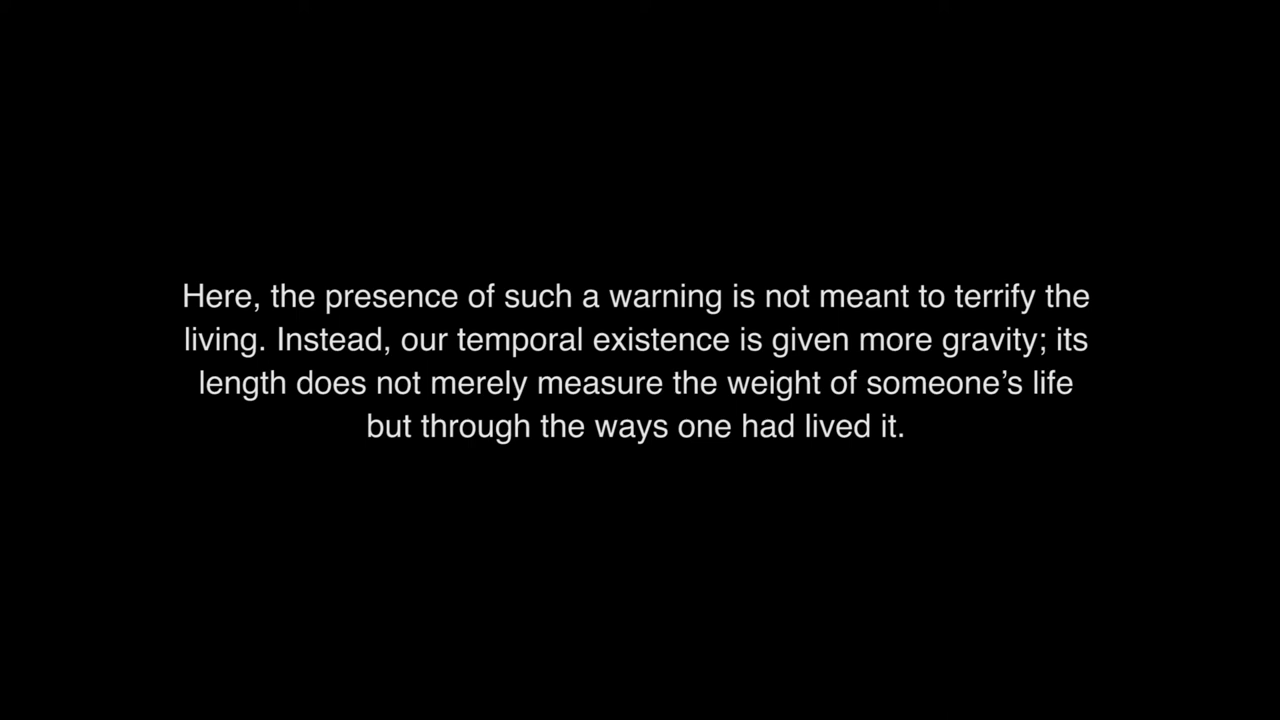 Here, the presence of such a warning is not meant to terrify the
living. Instead, our temporal existence is given more gravity; its
length does not merely measure the weight of someone’s life
but through the ways one had lived it.